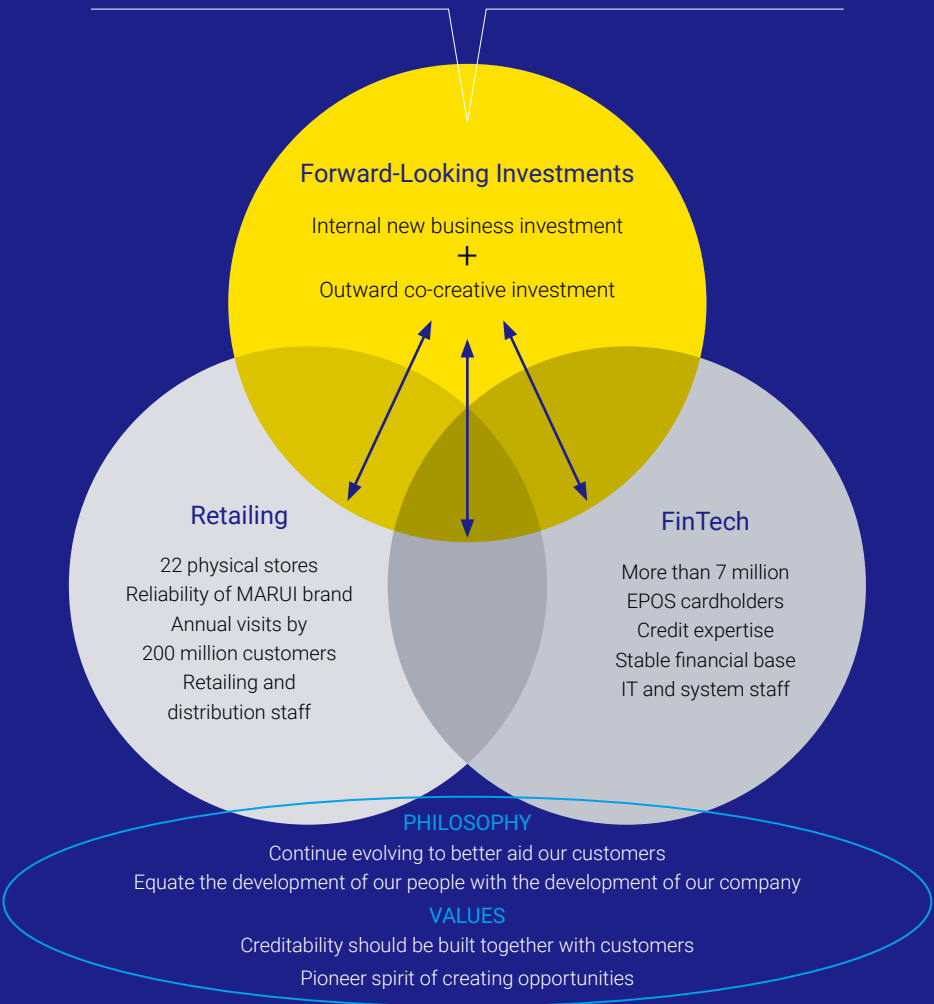 Forward-Looking Investments
Internal new business investment
+
Outward co-creative investment
Retailing
22 physical stores
Reliability of MARUI brand
Annual visits by
200 million customers
Retailing and
distribution staff
FinTech
More than 7 million
EPOS cardholders
Credit expertise
Stable financial base
IT and system staff
PHILOSOPHY
Continue evolving to better aid our customers
Equate the development of our people with the development of our company
VALUES
Creditability should be built together with customers
Pioneer spirit of creating opportunities